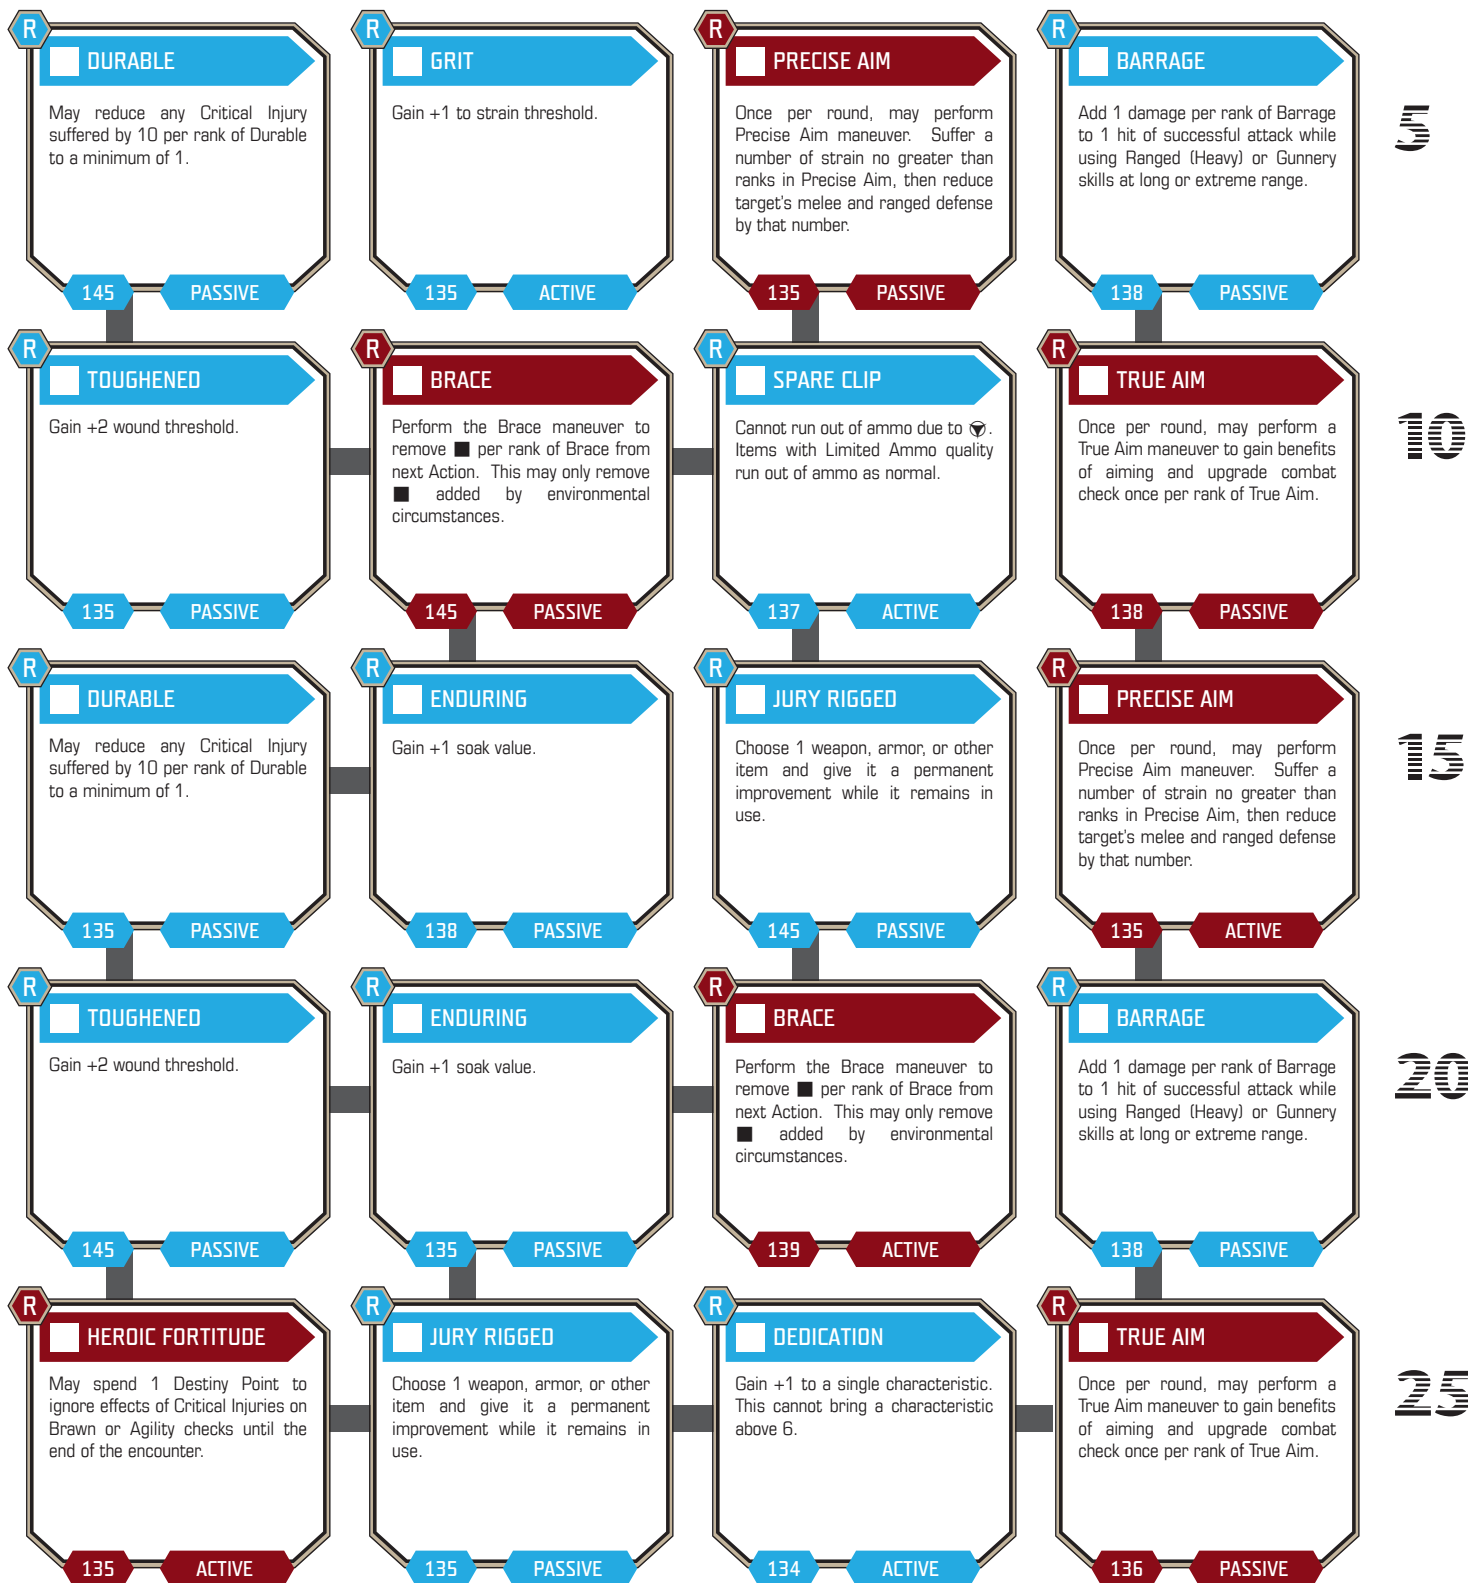 R
DURABLE
May reduce any Critical Injury
suffered by 10 per rank of Durable
to a minimum of 1.
145
PASSIVE
R
GRIT
Gain +1 to strain threshold.
135
ACTIVE
R
PRECISE AIM
Once per round, may perform
Precise Aim maneuver. Suffer a
number of strain no greater than
ranks in Precise Aim, then reduce
target's melee and ranged defense
by that number.
135
PASSIVE
R
BARRAGE
Add 1 damage per rank of Barrage
to 1 hit of successful attack while
using Ranged (Heavy) or Gunnery
skills at long or extreme range.
138
PASSIVE
5
R
TOUGHENED
Gain +2 wound threshold.
135
PASSIVE
R
BRACE
Perform the Brace maneuver to
remove ■ per rank of Brace from
next Action. This may only remove
■ added by environmental
circumstances.
145
PASSIVE
R
SPARE CLIP
Cannot run out of ammo due to .
Items with Limited Ammo quality
run out of ammo as normal.
137
ACTIVE
R
TRUE AIM
Once per round, may perform a
True Aim maneuver to gain benefits
of aiming and upgrade combat
check once per rank of True Aim.
138
PASSIVE
10
R
DURABLE
May reduce any Critical Injury
suffered by 10 per rank of Durable
to a minimum of 1.
135
PASSIVE
R
ENDURING
Gain +1 soak value.
138
PASSIVE
R
JURY RIGGED
Choose 1 weapon, armor, or other
item and give it a permanent
improvement while it remains in
use.
145
PASSIVE
R
PRECISE AIM
Once per round, may perform
Precise Aim maneuver. Suffer a
number of strain no greater than
ranks in Precise Aim, then reduce
target's melee and ranged defense
by that number.
135
ACTIVE
15
R
TOUGHENED
Gain +2 wound threshold.
145
PASSIVE
R
ENDURING
Gain +1 soak value.
135
PASSIVE
R
BRACE
Perform the Brace maneuver to
remove ■ per rank of Brace from
next Action. This may only remove
■ added by environmental
circumstances.
139
ACTIVE
R
BARRAGE
Add 1 damage per rank of Barrage
to 1 hit of successful attack while
using Ranged (Heavy) or Gunnery
skills at long or extreme range.
138
PASSIVE
20
R
HEROIC FORTITUDE
May spend 1 Destiny Point to
ignore effects of Critical Injuries on
Brawn or Agility checks until the
end of the encounter.
135
ACTIVE
R
JURY RIGGED
Choose 1 weapon, armor, or other
item and give it a permanent
improvement while it remains in
use.
135
PASSIVE
R
DEDICATION
Gain +1 to a single characteristic.
This cannot bring a characteristic
above 6.
134
ACTIVE
R
TRUE AIM
Once per round, may perform a
True Aim maneuver to gain benefits
of aiming and upgrade combat
check once per rank of True Aim.
136
PASSIVE
25